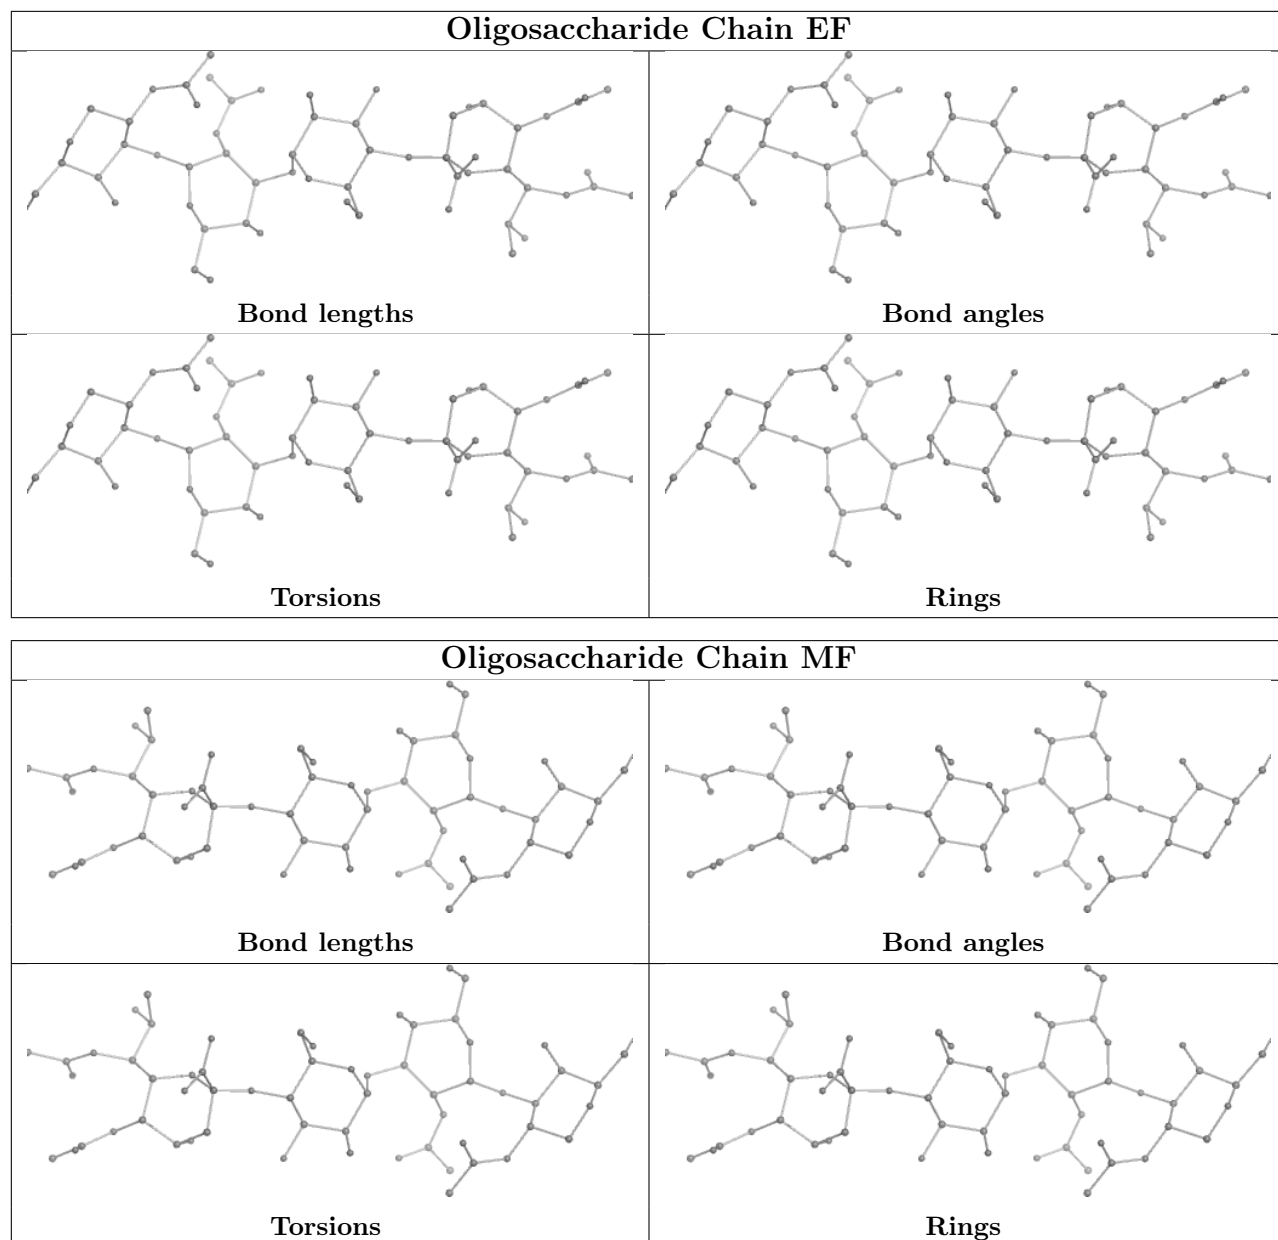 Oligosaccharide Chain EF
Bond lengths
Bond angles
Torsions
Rings
Oligosaccharide Chain MF
Bond lengths
Bond angles
Torsions
Rings